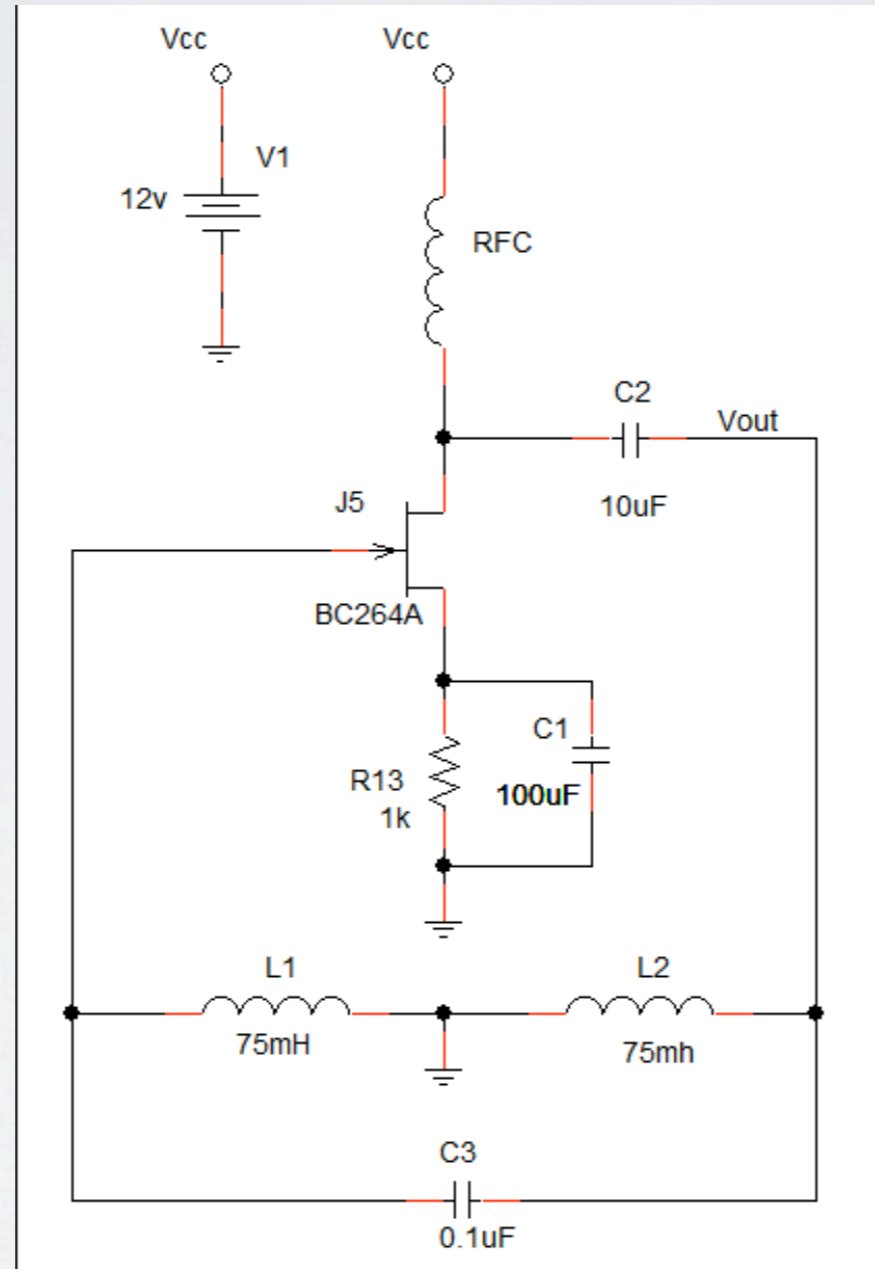 Vcc
Vcc
V1
12v
RFC
C2
Vout
10uF
J5
BC264A
C1
100uF
R13
1k
L1
75mH
L2
75mh
C3
0.1uF